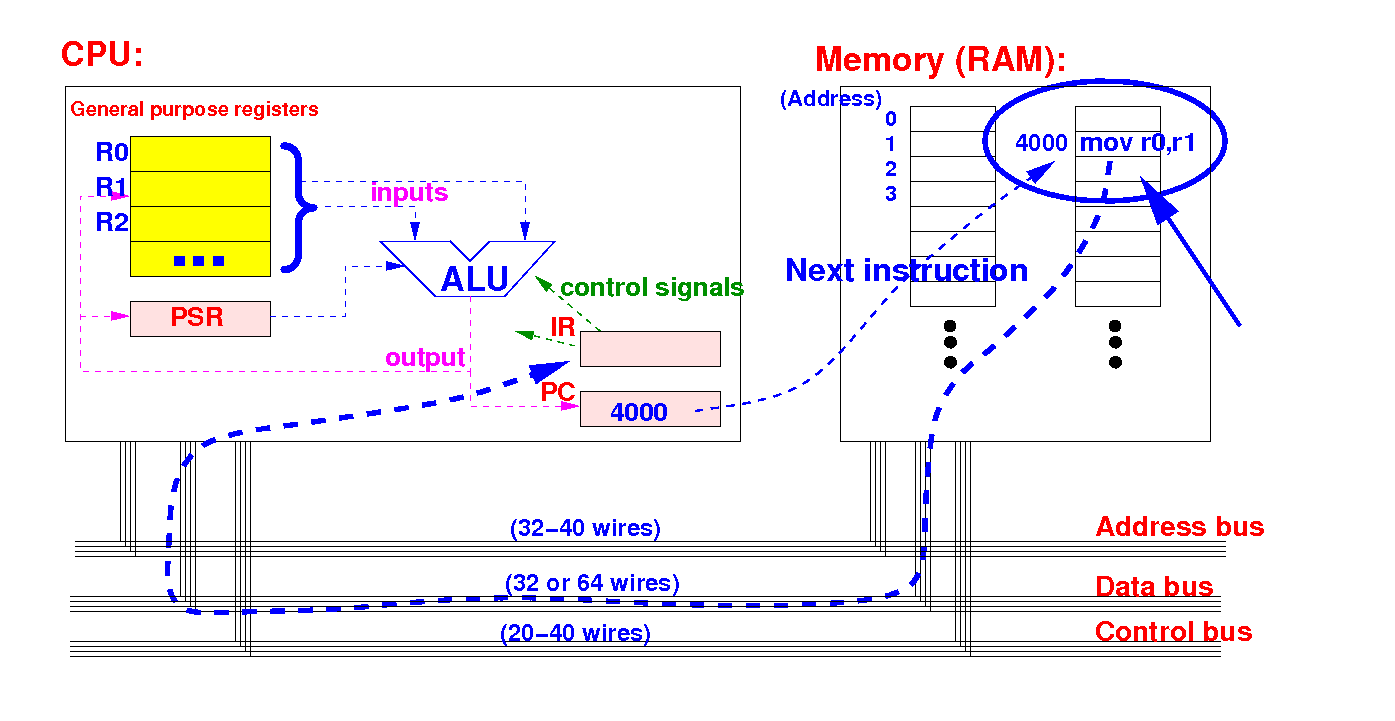 CPU:
Memory (RAM):
General purpose registers
(Address)
R0
R1
R2
inputs
ALU
PSR
control signals
IR
output
PC
4000
0
1
2
3
4000 mov r0,r1
Next instruction
(32–40 wires)
Address bus
(32 or 64 wires)
Data bus
(20–40 wires)
Control bus